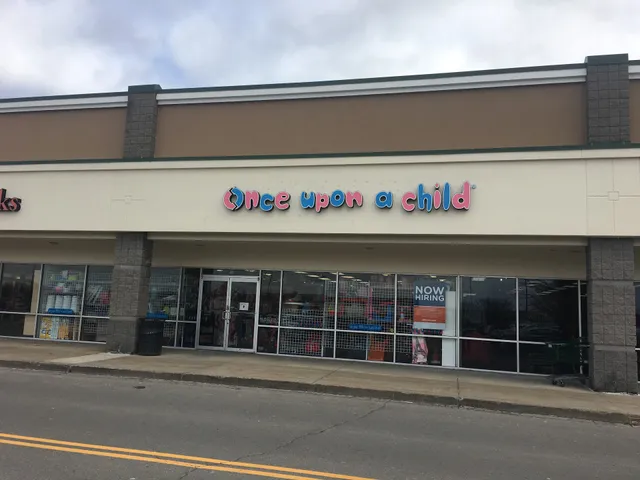 ks
Once upon a child
NOW
HIRING